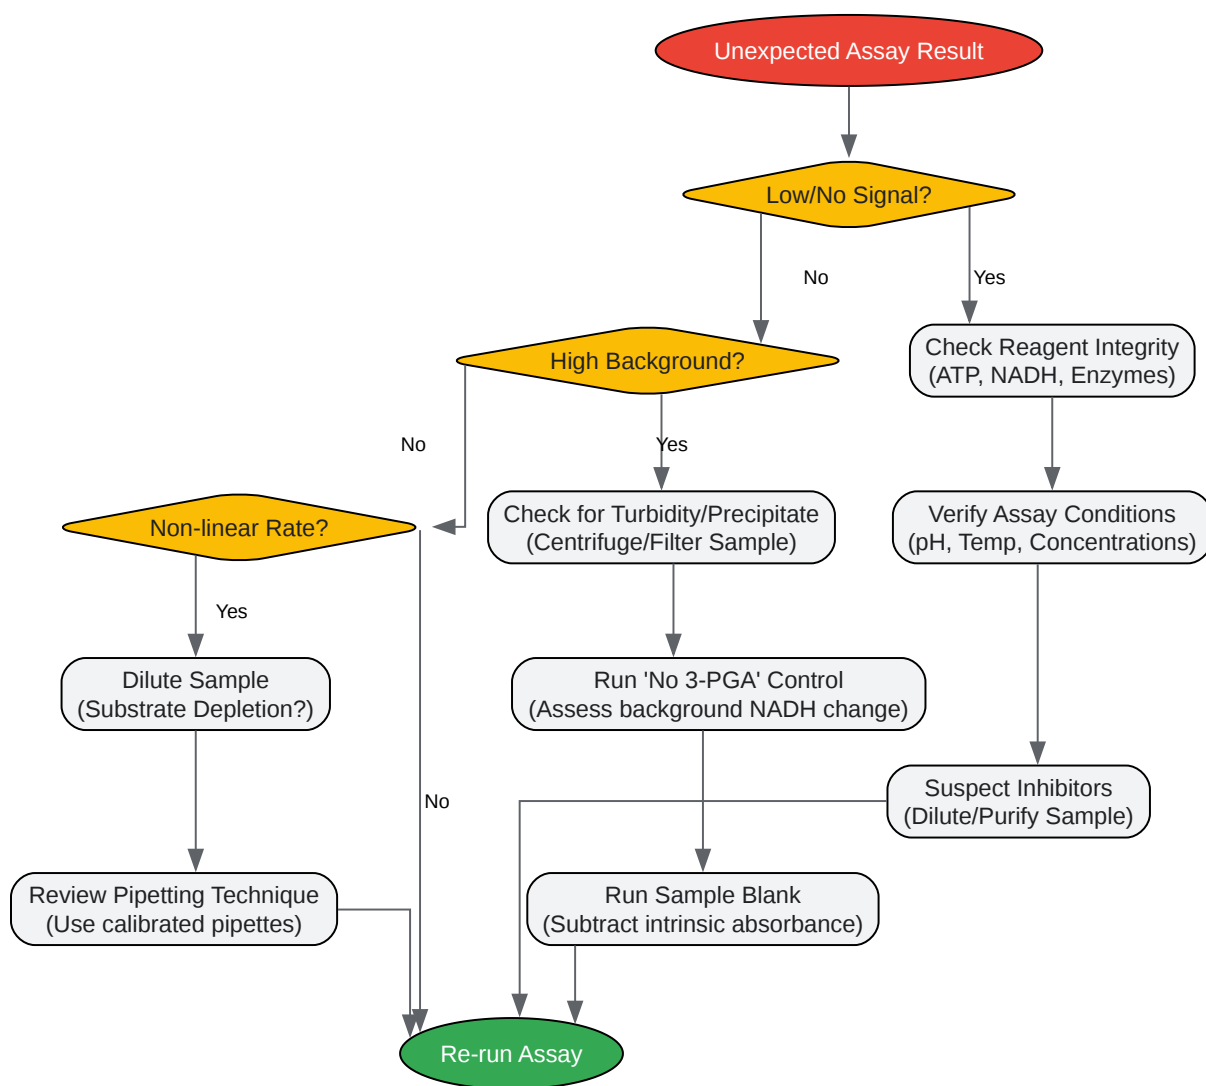 Unexpected Assay Result
Low/No Signal?
No
Yes
High Background?
Check Reagent Integrity
(ATP, NADH, Enzymes)
No
Yes
Non-linear Rate?
Check for Turbidity/Precipitate
(Centrifuge/Filter Sample)
Verify Assay Conditions
(pH, Temp, Concentrations)
Yes
Dilute Sample
(Substrate Depletion?)
Run 'No 3-PGA' Control
(Assess background NADH change)
No
Suspect Inhibitors
(Dilute/Purify Sample)
Review Pipetting Technique
(Use calibrated pipettes)
Run Sample Blank
(Subtract intrinsic absorbance)
Re-run Assay